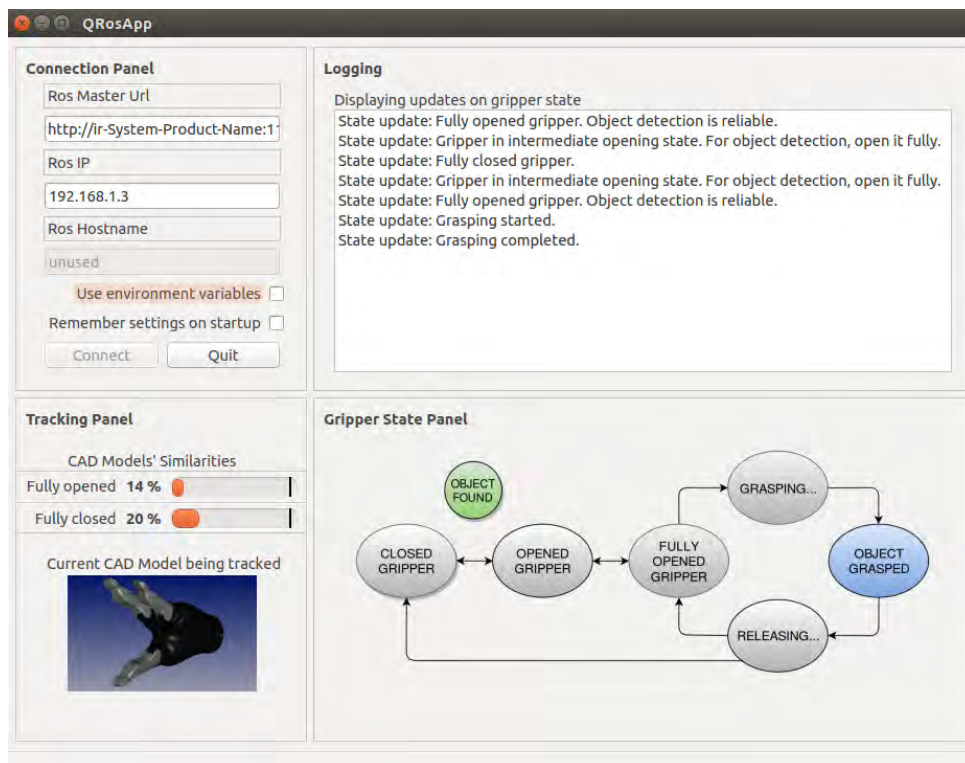 QRosApp
Connection Panel
Ros Master Url
http://ir-System-Product-Name:11
Ros IP
192.168.1.3
Ros Hostname
unused
Use environment variables
Remember settings on startup
Connect
Quit
Logging
Displaying updates on gripper state
State update: Fully opened gripper. Object detection is reliable.
State update: Gripper in intermediate opening state. For object detection, open it fully.
State update: Fully closed gripper.
State update: Gripper in intermediate opening state. For object detection, open it fully.
State update: Fully opened gripper. Object detection is reliable.
State update: Grasping started.
State update: Grasping completed.
Tracking Panel
CAD Models' Similarities
Fully opened 14 %
Fully closed 20 %
Current CAD Model being tracked
Gripper State Panel
OBJECT
FOUND
CLOSED
GRIPPER
OPENED
GRIPPER
FULLY
OPENED
GRIPPER
GRASPING...
OBJECT
GRASPED
RELEASING...